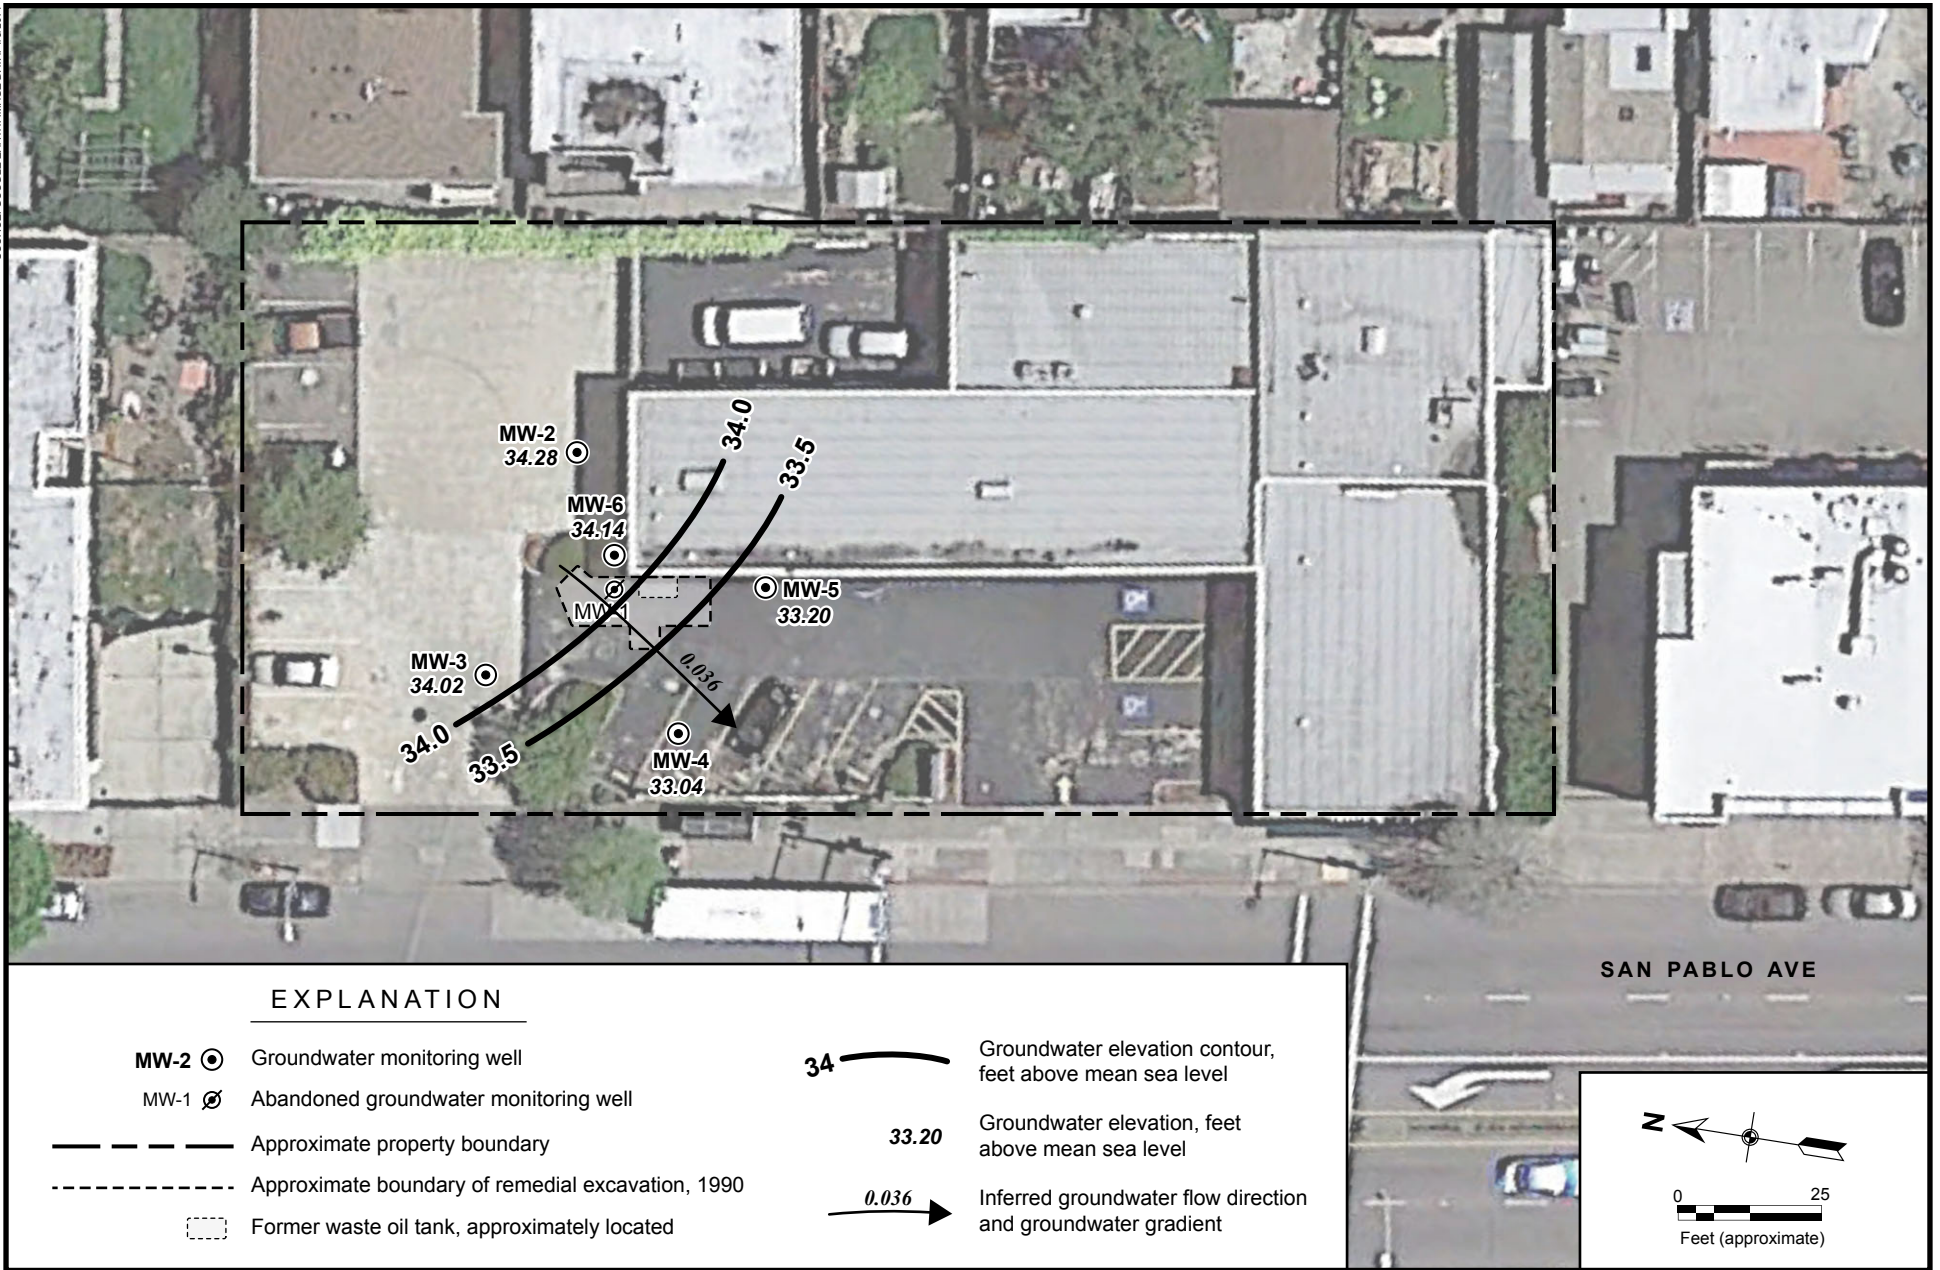 34.0
33.5
MW-2
34.28
MW-6
34.14
MW-1
MW-5
33.20
MW-3
34.02
0.036
34.0
33.5
MW-4
33.04
SAN PABLO AVE
EXPLANATION
MW-2 Groundwater monitoring well
MW-1 Abandoned groundwater monitoring well
Approximate property boundary
Approximate boundary of remedial excavation, 1990
Former waste oil tank, approximately located
34 Groundwater elevation contour,
feet above mean sea level
33.20 Groundwater elevation, feet
above mean sea level
0.036 Inferred groundwater flow direction
and groundwater gradient
N
0 25
Feet (approximate)